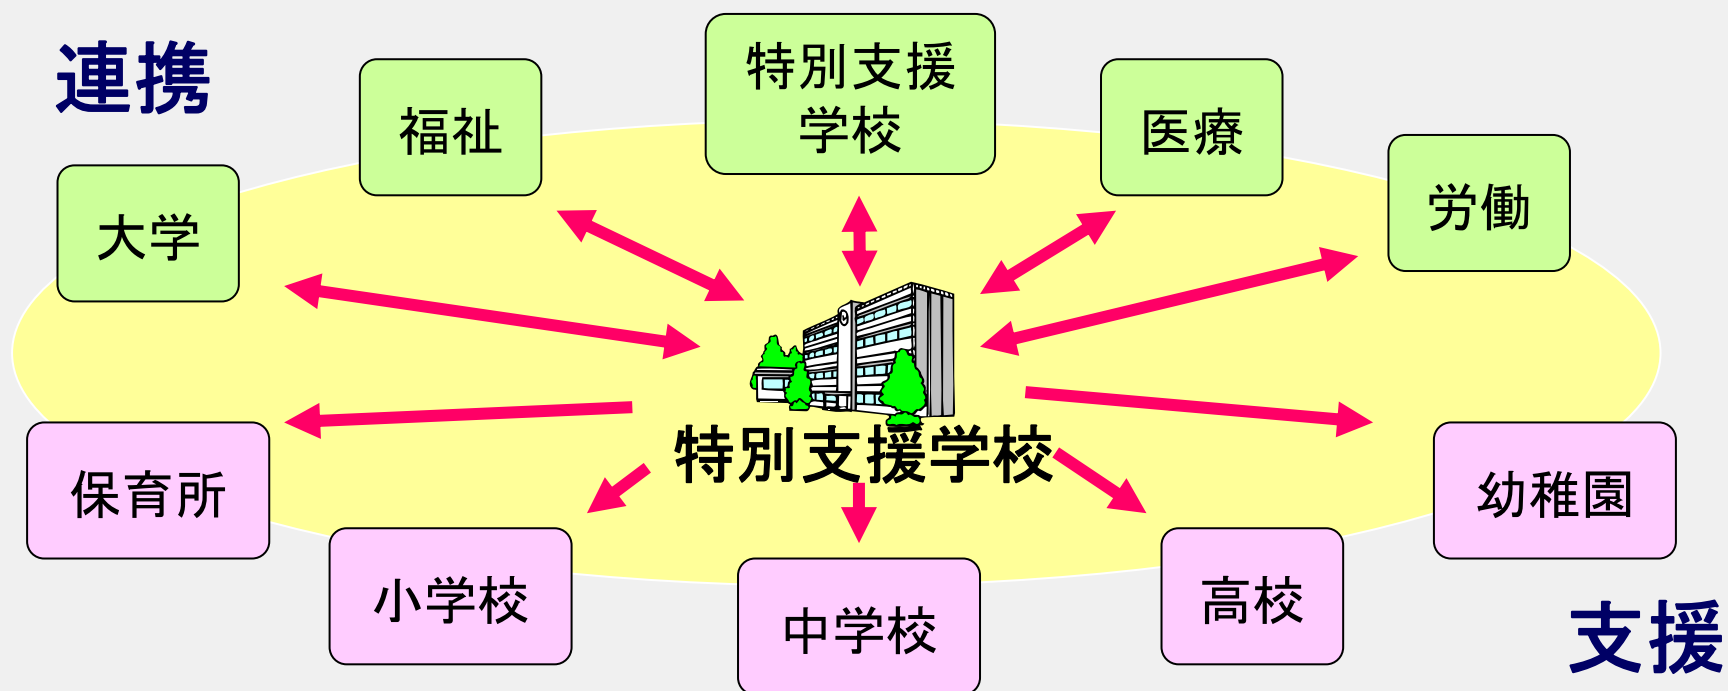 連携
福祉
特別支援
学校
医療
労働
大学
特別支援学校
保育所
幼稚園
小学校
中学校
高校
支援